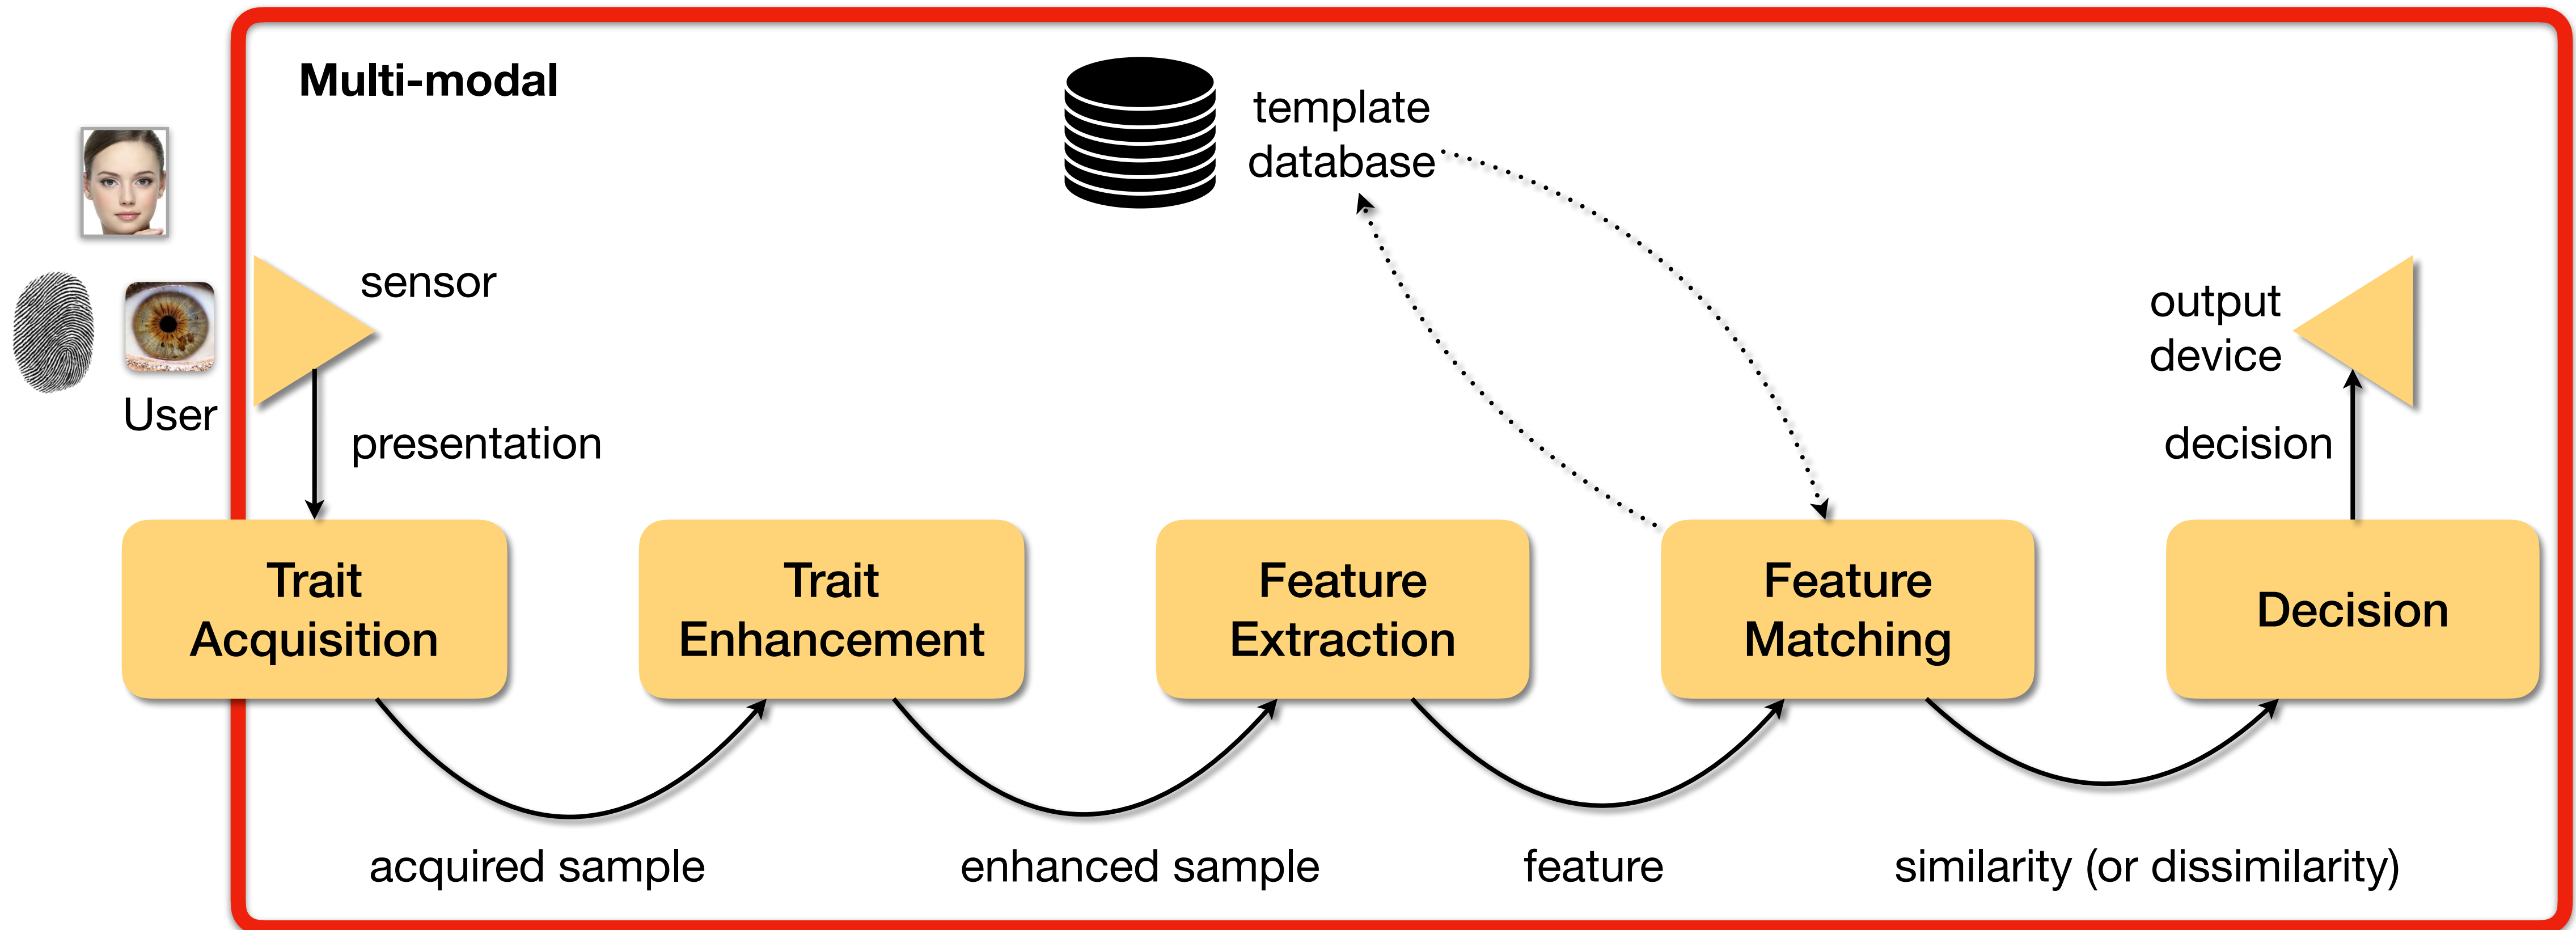 Multi-modal
template
database
sensor
User
presentation
output
device
decision
Trait
Acquisition
Trait
Enhancement
Feature
Extraction
Feature
Matching
Decision
acquired sample
enhanced sample
feature
similarity (or dissimilarity)